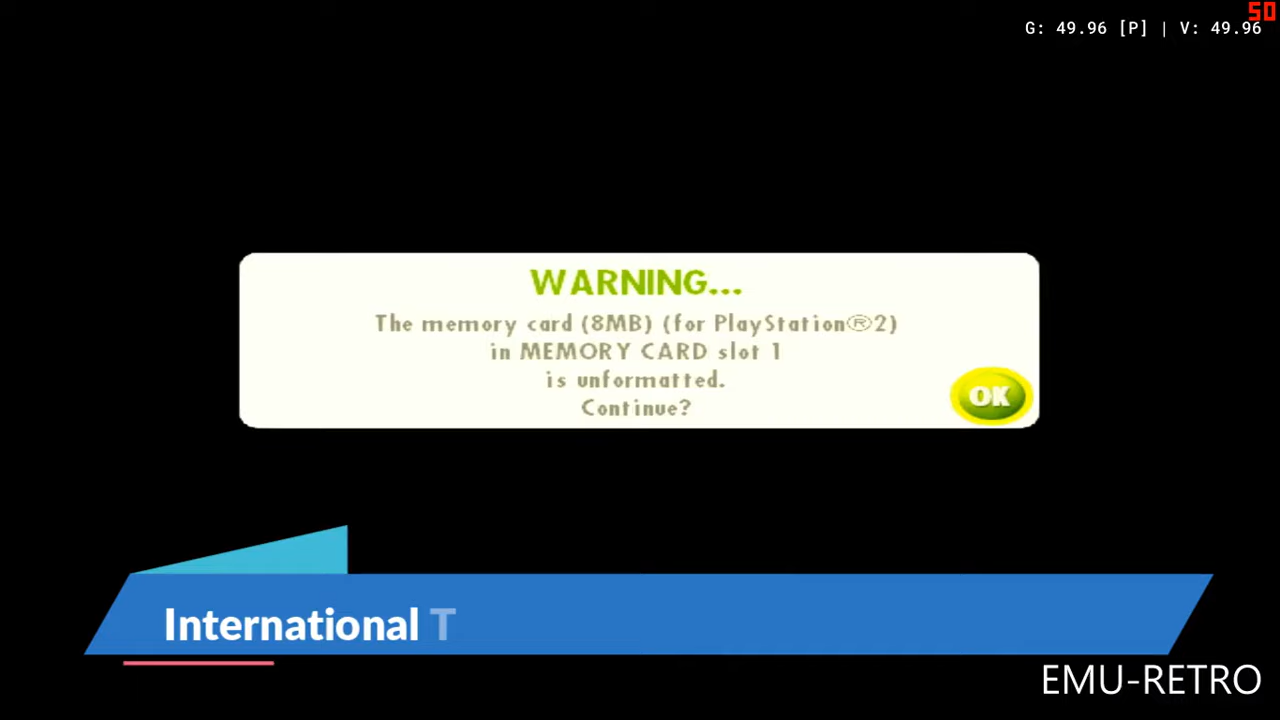 50
G: 49.96 [P] | V: 49.96
WARNING...
The memory card (8MB) (for PlayStation®2)
in MEMORY CARD slot 1
is unformatted.
Continue?
OK
International T
EMU-RETRO